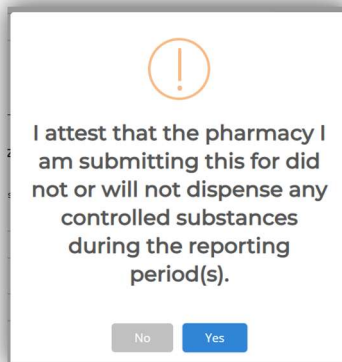 I attest that the pharmacy I
am submitting this for did
not or will not dispense any
controlled substances
during the reporting
period(s).
No
Yes